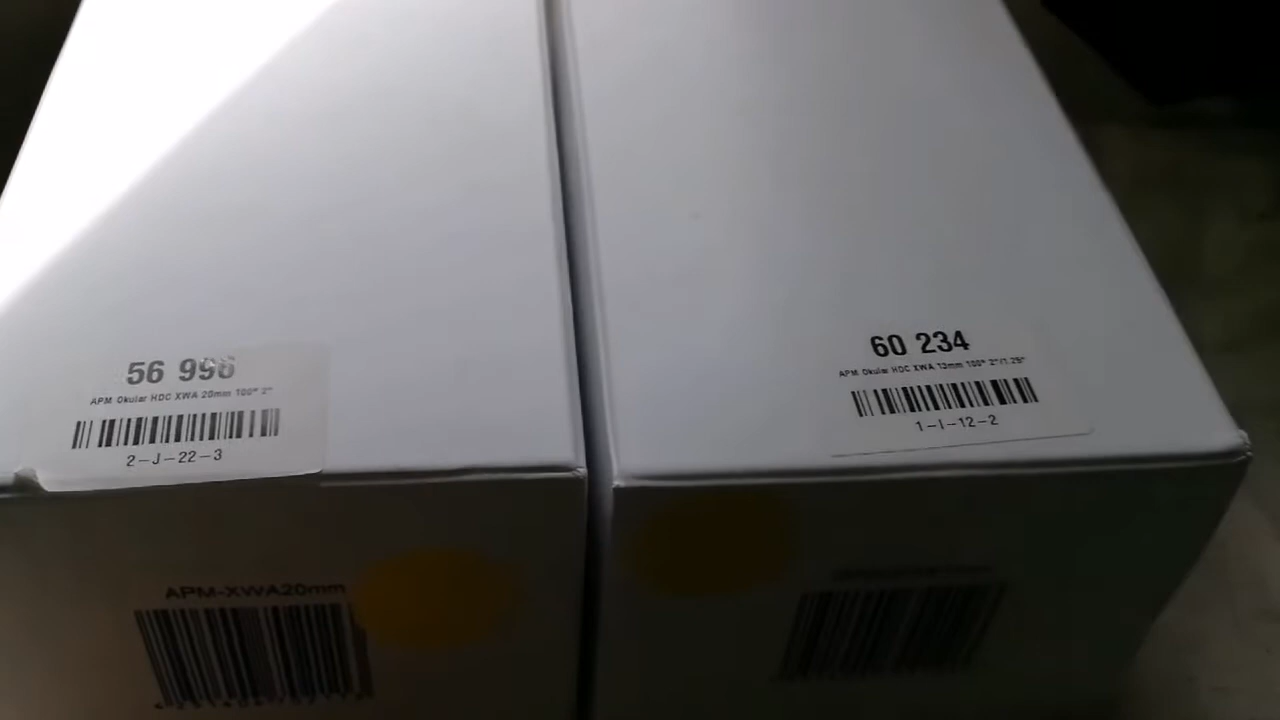 56 996
APM Okular HDC XWA 20mm 100° 2"
2-J-22-3
60 234
APM Okular HDC XWA 13mm 100° 2"/1.25"
1-I-12-2
APM-XWA20mm